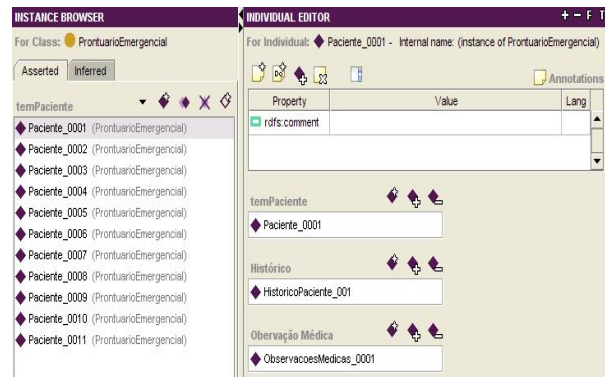 INSTANCE BROWSER
For Class: ProntuarioEmergencial
Asserted Inferred
temPaciente
Paciente_0001 (ProntuarioEmergencial)
Paciente_0002 (ProntuarioEmergencial)
Paciente_0003 (ProntuarioEmergencial)
Paciente_0004 (ProntuarioEmergencial)
Paciente_0005 (ProntuarioEmergencial)
Paciente_0006 (ProntuarioEmergencial)
Paciente_0007 (ProntuarioEmergencial)
Paciente_0008 (ProntuarioEmergencial)
Paciente_0009 (ProntuarioEmergencial)
Paciente_0010 (ProntuarioEmergencial)
Paciente_0011 (ProntuarioEmergencial)
INDIVIDUAL EDITOR + - F T
For Individual: Paciente_0001 - Internal name: (instance of ProntuarioEmergencial)
Annotations
Property Value Lang
rdfs:comment
temPaciente
Paciente_0001
Histórico
HistoricoPaciente_001
Obervação Médica
ObservacoesMedicas_0001